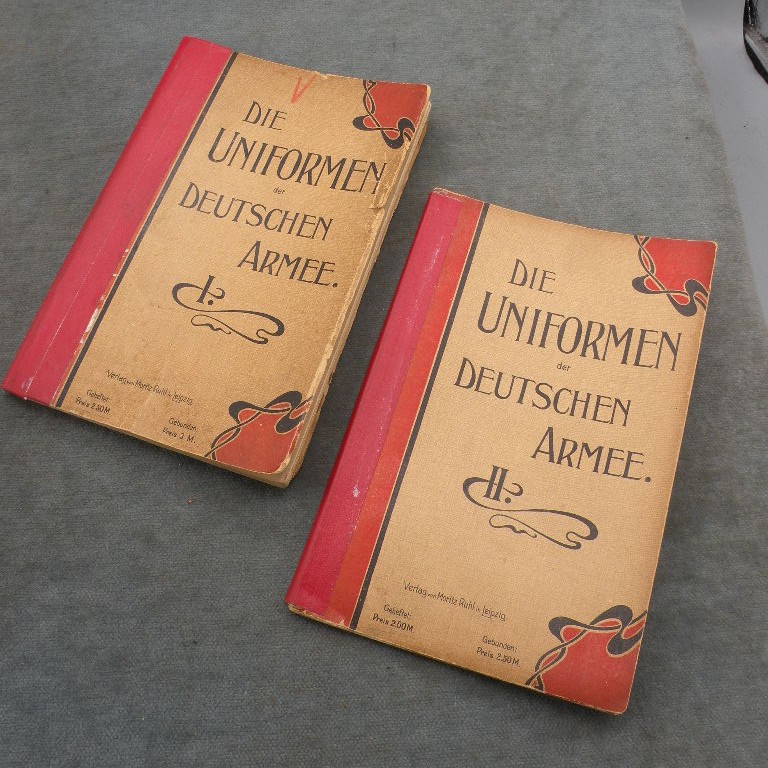 DIE
UNIFORMEN
der
DEUTSCHEN
ARMEE.
I.
Verlag von Moritz Ruhl in Leipzig.
Geheftet:
Preis 2.50 M
Gebunden:
Preis 3 M.
DIE
UNIFORMEN
der
DEUTSCHEN
ARMEE.
II.
Verlag von Moritz Ruhl in Leipzig.
Geheftet:
Preis 2.00 M
Gebunden:
Preis 2.50 M.